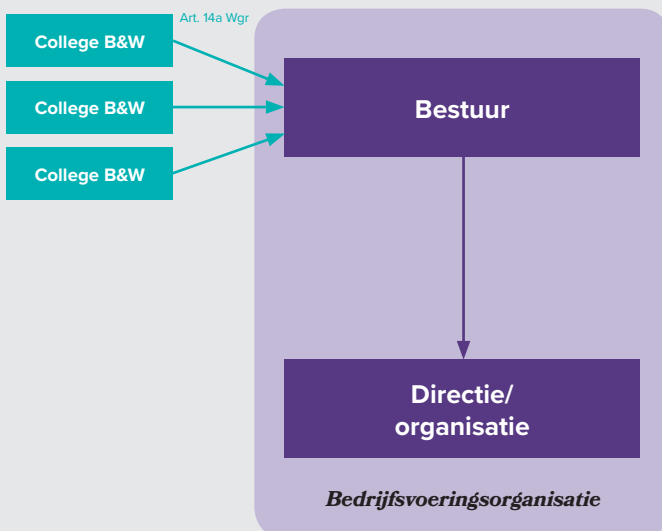 Art. 14a Wgr
College B&W
College B&W
College B&W
Bestuur
Directie/
organisatie
Bedrijfsvoeringsorganisatie